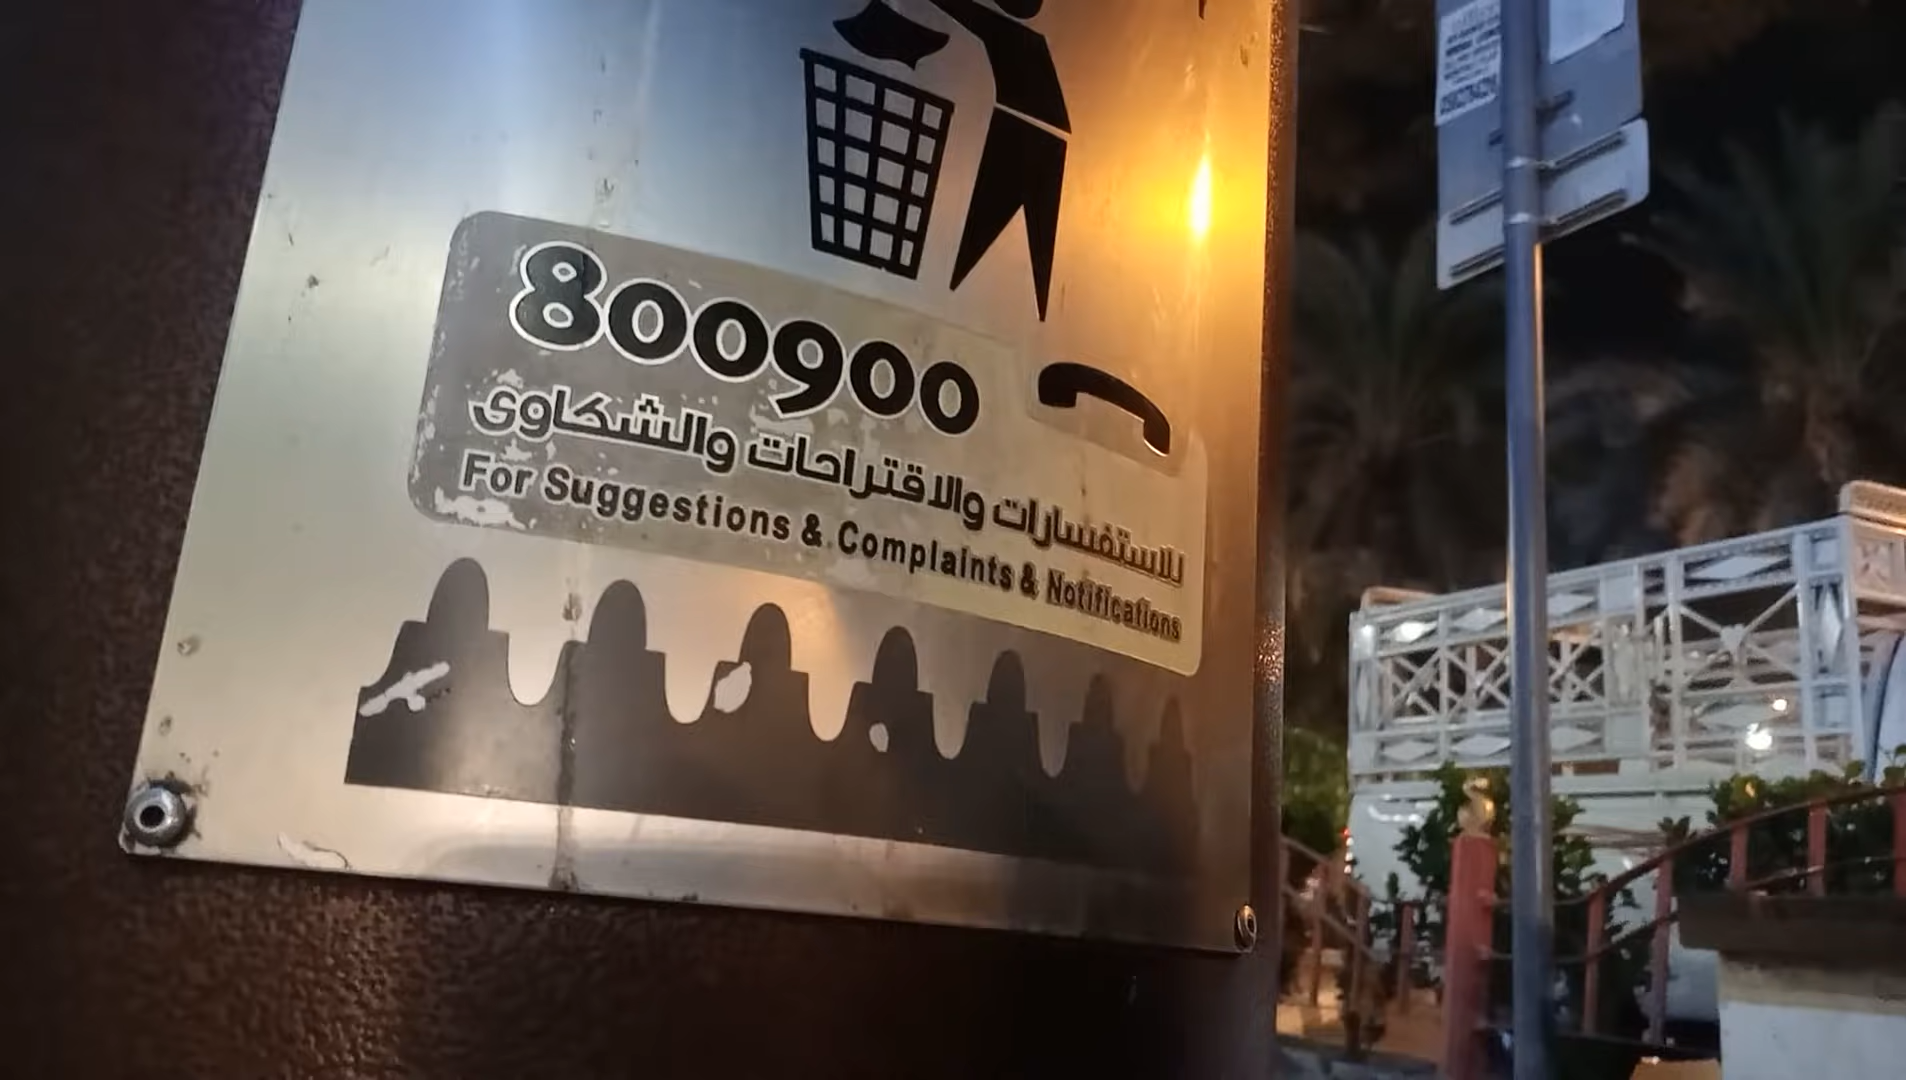 800900
للاستفسارات والاقتراحات والشكاوى
For Suggestions & Complaints & Notifications